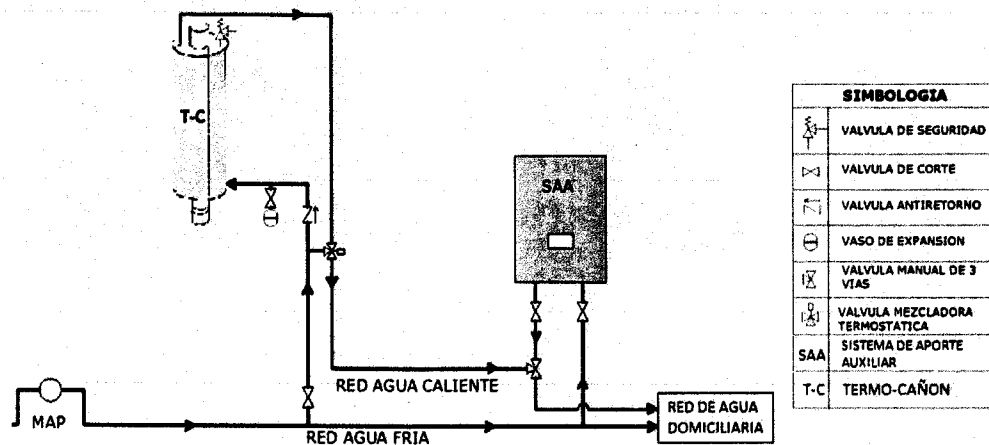 T-C
SAA
MAP
RED AGUA CALIENTE
RED AGUA FRIA
RED DE AGUA
DOMICILIARIA
SIMBOLOGIA
VALVULA DE SEGURIDAD
VALVULA DE CORTE
VALVULA ANTIRETORNO
VASO DE EXPANSION
VALVULA MANUAL DE 3
VIAS
VALVULA MEZCLADORA
TERMOSTATICA
SAA SISTEMA DE APORTE
AUXILIAR
T-C TERMO-CAÑON